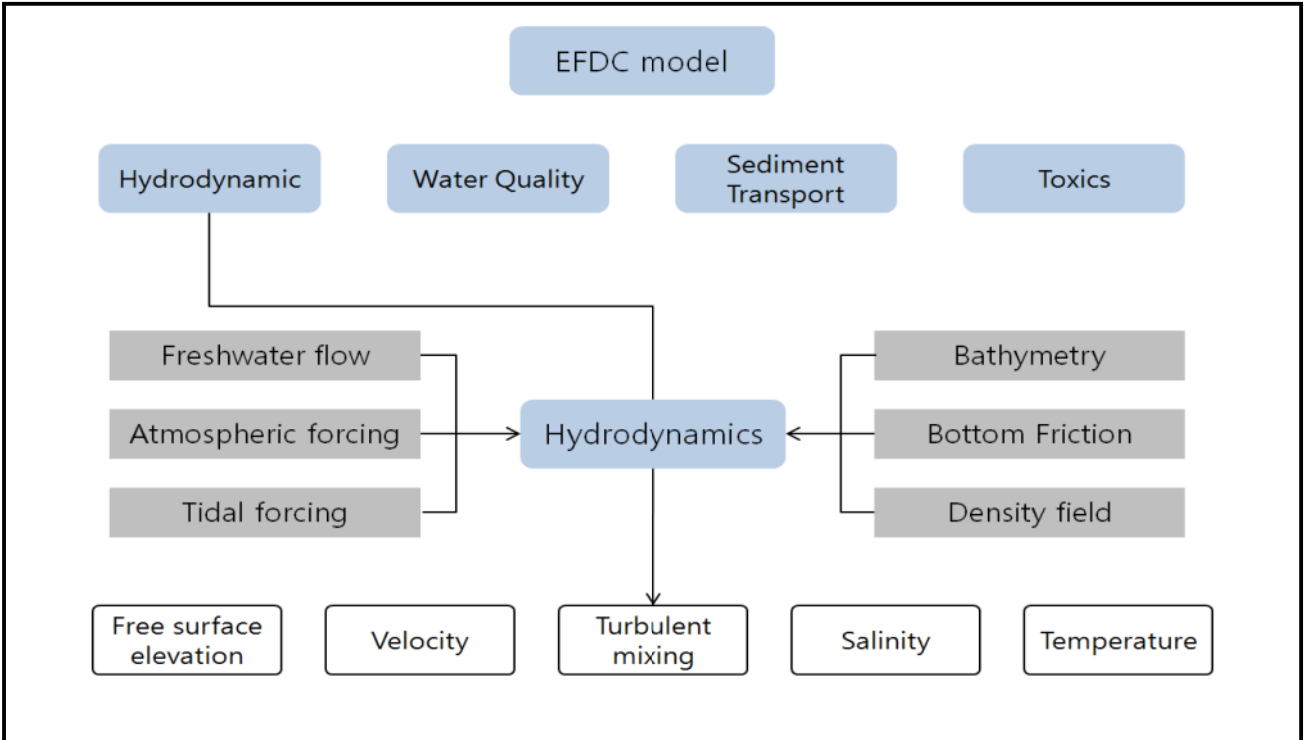 EFDC model
Hydrodynamic
Water Quality
Sediment
Transport
Toxics
Freshwater flow
Atmospheric forcing
Tidal forcing
Hydrodynamics
Bathymetry
Bottom Friction
Density field
Free surface
elevation
Velocity
Turbulent
mixing
Salinity
Temperature